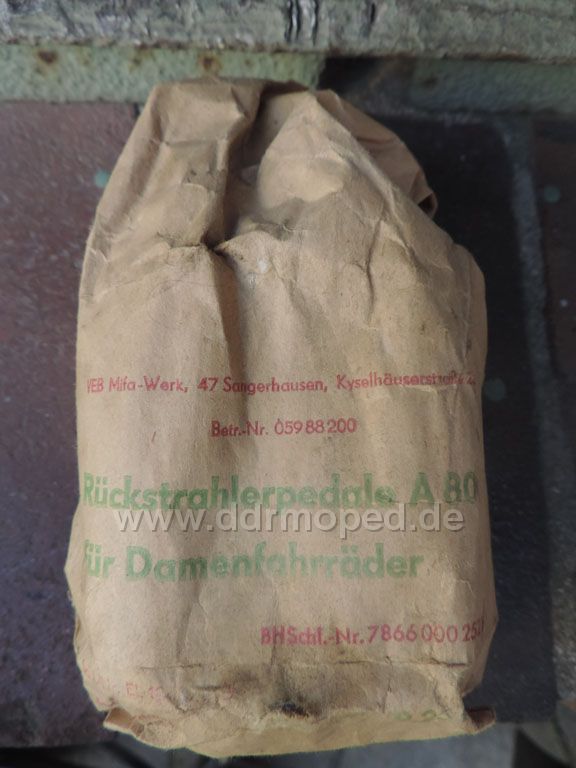 VEB Mifa-Werk, 47 Sangerhausen, Kyselhäuserstraße
Betr.-Nr. 05988200
Rückstrahlerpedale A 80
www.ddrmoped.de
für Damenfahrräder
BHSchl.-Nr. 7866000